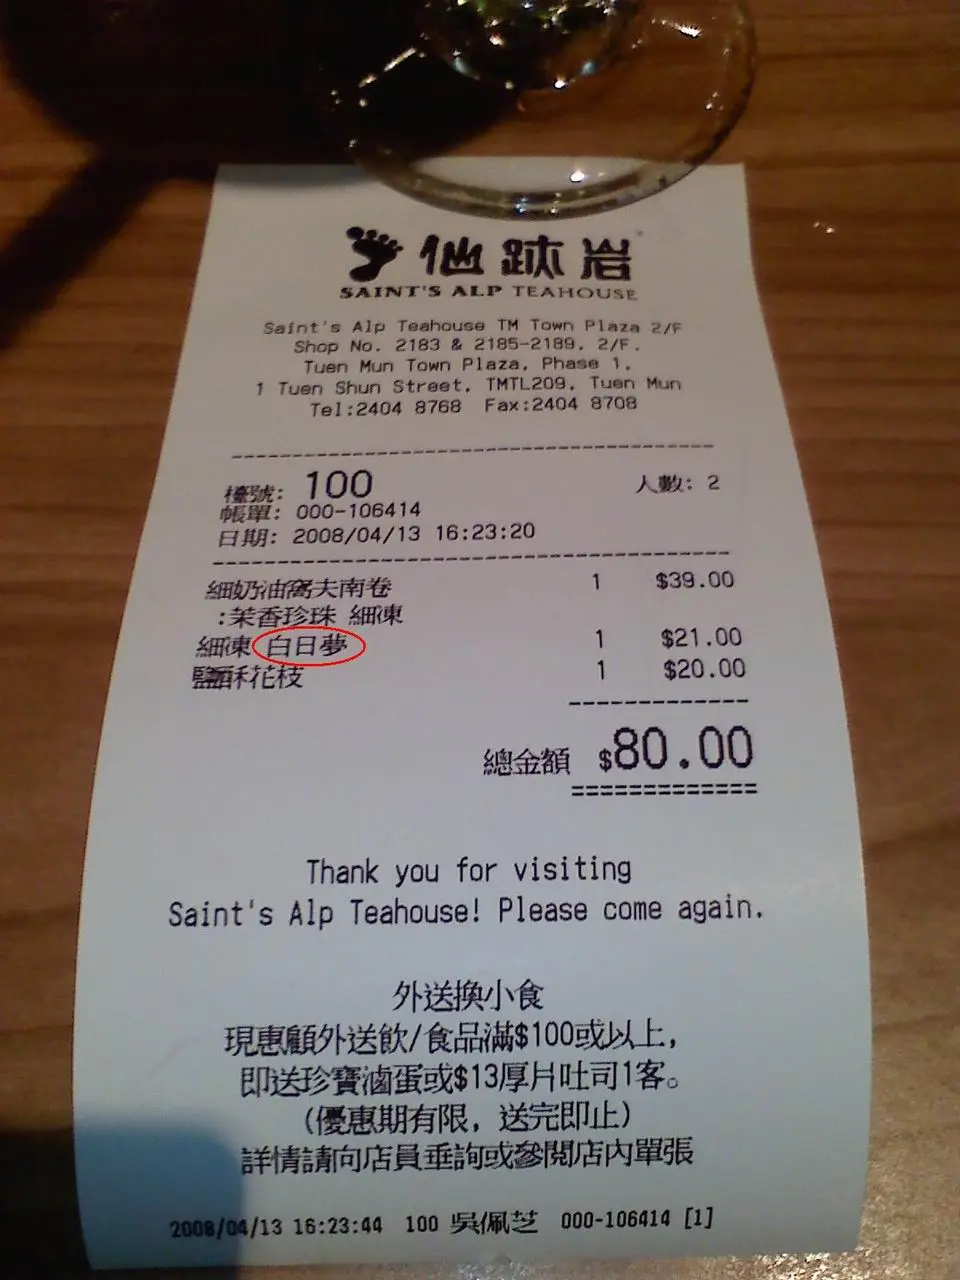 仙跡岩
SAINT'S ALP TEAHOUSE
Saint's Alp Teahouse TM Town Plaza 2/F
Shop No. 2183 & 2185-2189, 2/F.
Tuen Mun Town Plaza, Phase 1,
1 Tuen Shun Street, TMTL209, Tuen Mun
Tel:2404 8768 Fax:2404 8708
檯號: 100 人數: 2
帳單: 000-106414
日期: 2008/04/13 16:23:20
細奶油窩夫南卷 1 $39.00
:茉香珍珠 細凍
細凍 白日夢 1 $21.00
鹽酥花枝 1 $20.00
總金額 $80.00
Thank you for visiting
Saint's Alp Teahouse! Please come again.
外送換小食
現惠顧外送飲/食品滿$100或以上,
即送珍寶滷蛋或$13厚片吐司1客。
(優惠期有限, 送完即止)
詳情請向店員垂詢或參閱店內單張
2008/04/13 16:23:44 100 吳佩芝 000-106414 [1]